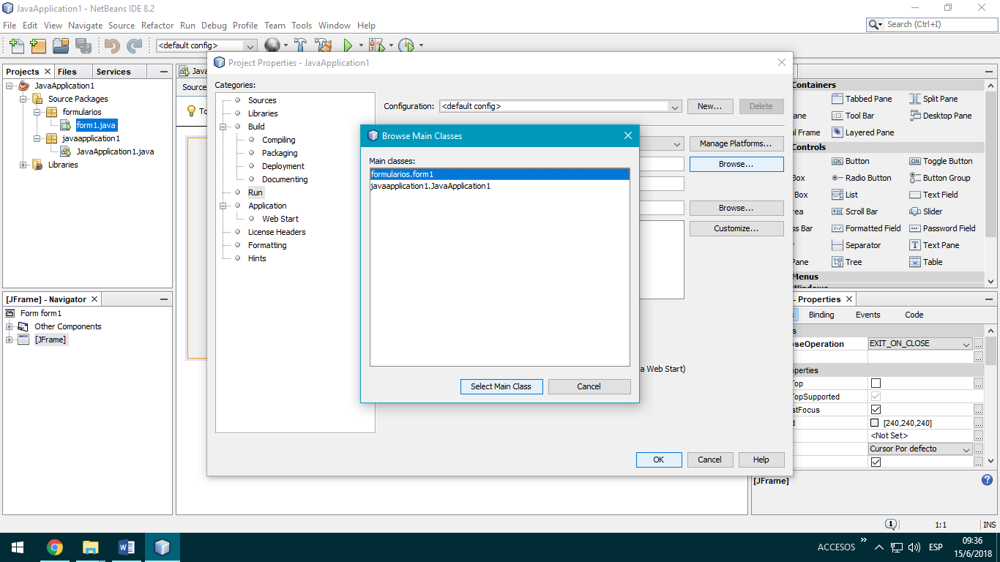 JavaApplication1 - NetBeans IDE 8.2
File Edit View Navigate Source Refactor Run Debug Profile Team Tools Window Help
Search (Ctrl+I)
<default config>
Projects Files Services
JavaApplication1
Source Packages
formularios
form1.java
javaapplication1
JavaApplication1.java
Libraries
[JFrame] - Navigator
Form form1
Other Components
[JFrame]
Project Properties - JavaApplication1
Categories:
Sources
Libraries
Build
Compiling
Packaging
Deployment
Documenting
Run
Application
Web Start
License Headers
Formatting
Hints
Configuration: <default config> New... Delete
Manage Platforms...
Browse...
Browse...
Customize...
a Web Start)
OK Cancel Help
Browse Main Classes
Main classes:
formularios.form1
javaapplication1.JavaApplication1
Select Main Class Cancel
Containers
Tabbed Pane Split Pane
ane Tool Bar Desktop Pane
al Frame Layered Pane
Controls
Button Toggle Button
Box Radio Button Button Group
Box List Text Field
rea Scroll Bar Slider
ss Bar Formatted Field Password Field
Separator Text Pane
Pane Tree Table
Menus
- Properties
Binding Events Code
oseOperation EXIT_ON_CLOSE
operties
Top
TopSupported
stFocus
d [240,240,240]
<Not Set>
Cursor Por defecto
[JFrame]
1 1:1 INS
ACCESOS ESP 09:36
15/6/2018